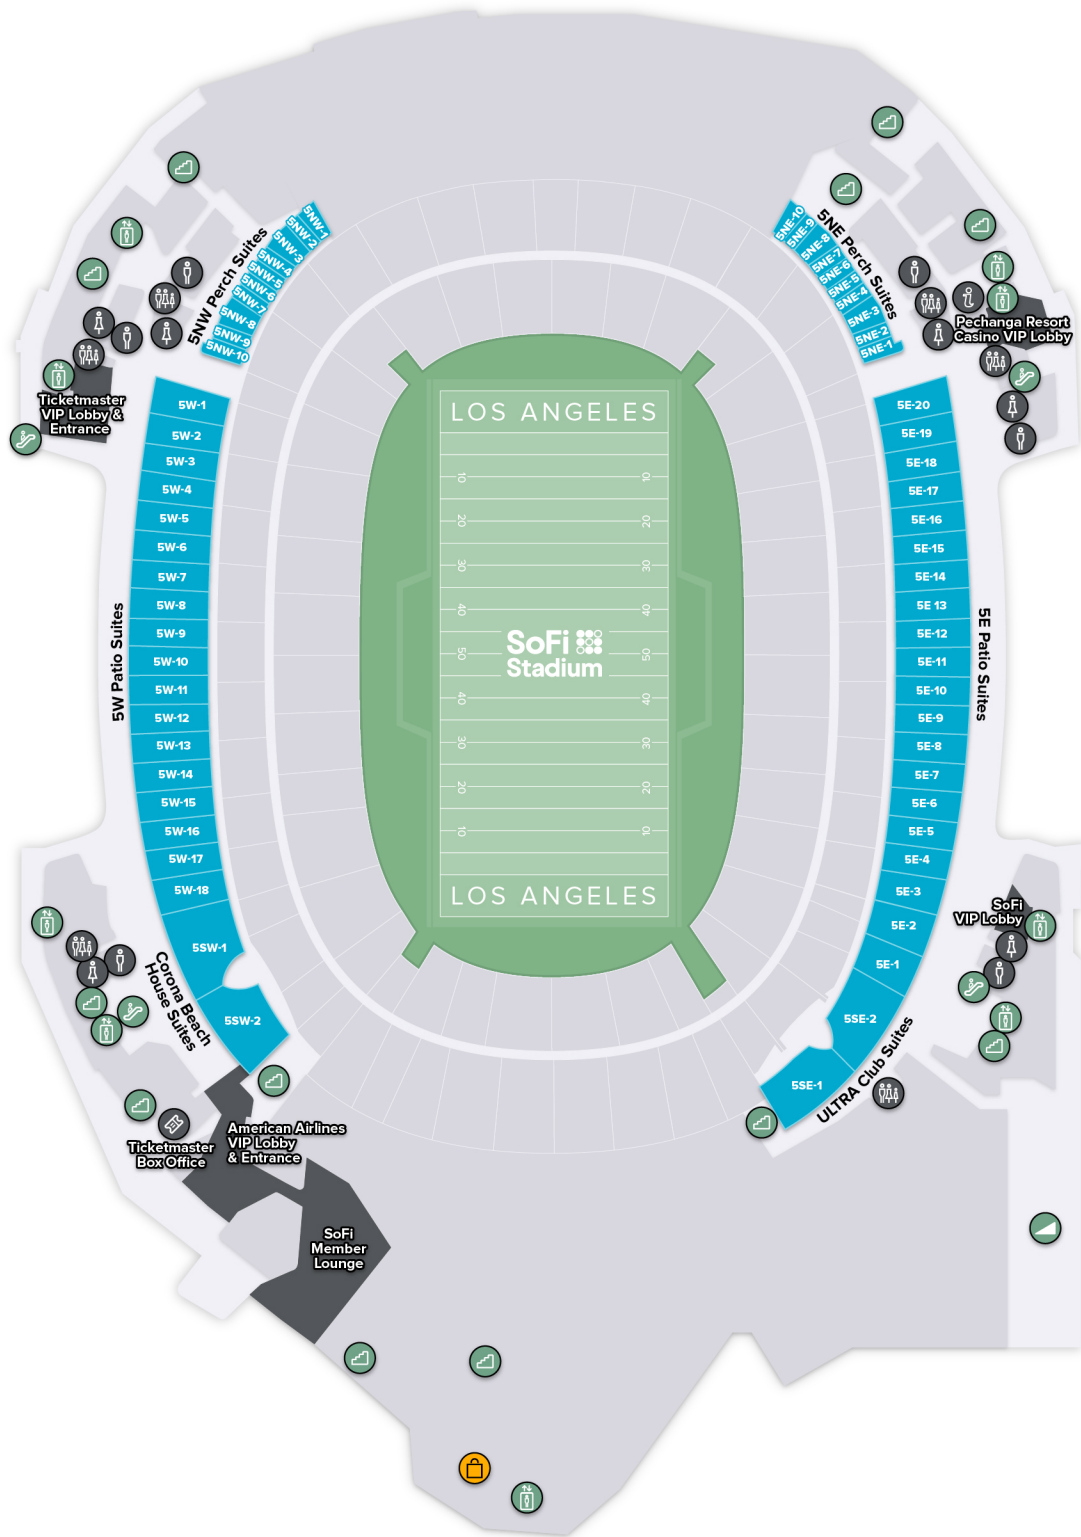 5NW Perch Suites
5NW-1
5NW-2
5NW-3
5NW-4
5NW-5
5NW-6
5NW-7
5NW-8
5NW-9
5NW-10
5NE Perch Suites
5NE-10
5NE-9
5NE-8
5NE-7
5NE-6
5NE-5
5NE-4
5NE-3
5NE-2
5NE-1
Pechanga Resort
Casino VIP Lobby
Ticketmaster
VIP Lobby &
Entrance
5W Patio Suites
5W-1
5W-2
5W-3
5W-4
5W-5
5W-6
5W-7
5W-8
5W-9
5W-10
5W-11
5W-12
5W-13
5W-14
5W-15
5W-16
5W-17
5W-18
LOS ANGELES
10 10
20 20
30 30
40 40
SoFi
Stadium
50 50
40 40
30 30
20 20
10 10
LOS ANGELES
5E Patio Suites
5E-20
5E-19
5E-18
5E-17
5E-16
5E-15
5E-14
5E 13
5E-12
5E-11
5E-10
5E-9
5E-8
5E-7
5E-6
5E-5
5E-4
5E-3
5E-2
5E-1
SoFi
VIP Lobby
Corona Beach
House Suites
5SW-1
5SW-2
5SE-2
5SE-1
ULTRA Club Suites
American Airlines
VIP Lobby
& Entrance
Ticketmaster
Box Office
SoFi
Member
Lounge